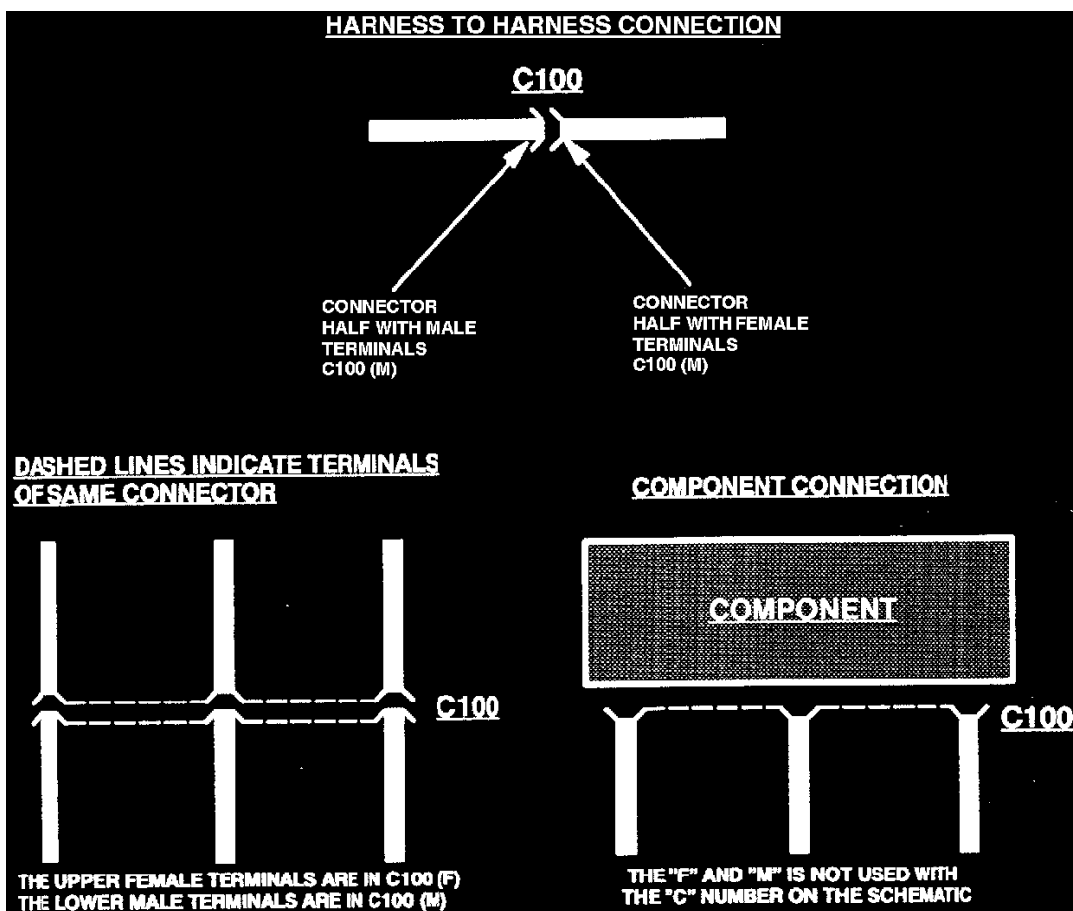 HARNESS TO HARNESS CONNECTION
C100
CONNECTOR
HALF WITH MALE
TERMINALS
C100 (M)
CONNECTOR
HALF WITH FEMALE
TERMINALS
C100 (M)
DASHED LINES INDICATE TERMINALS
OF SAME CONNECTOR
C100
THE UPPER FEMALE TERMINALS ARE IN C100 (F)
THE LOWER MALE TERMINALS ARE IN C100 (M)
COMPONENT CONNECTION
COMPONENT
C100
THE "F" AND "M" IS NOT USED WITH
THE "C" NUMBER ON THE SCHEMATIC